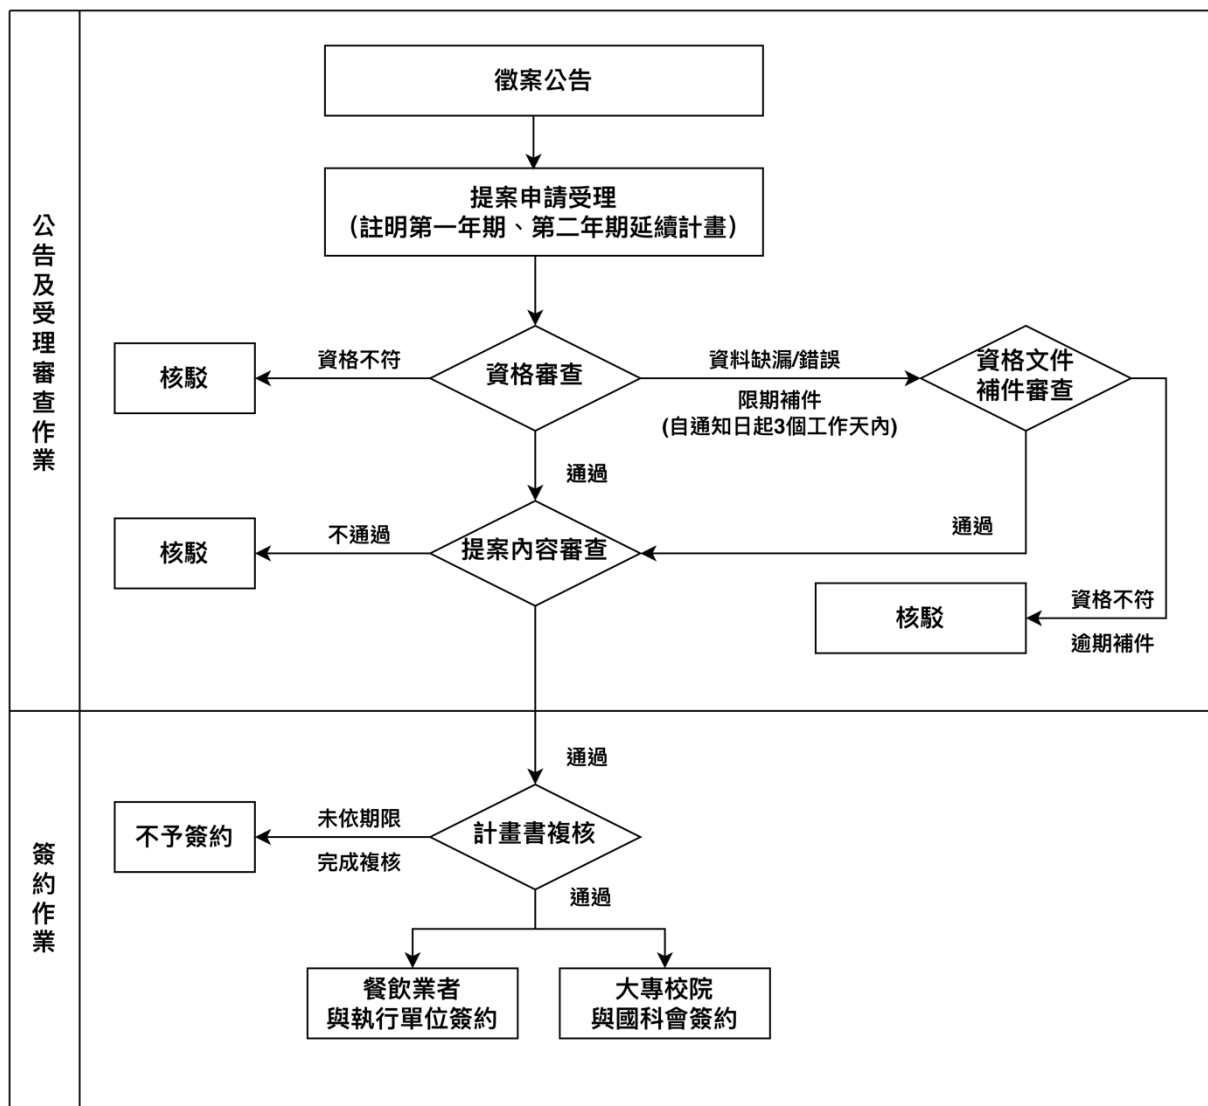 公告及受理審查作業
徵案公告
提案申請受理
（註明第一年期、第二年期延續計畫）
核駁
資格不符
資格審查
資料缺漏/錯誤
限期補件
(自通知日起3個工作天內)
資格文件
補件審查
通過
核駁
不通過
提案內容審查
通過
核駁
資格不符
逾期補件
簽約作業
通過
不予簽約
未依期限
完成複核
計畫書複核
通過
餐飲業者
與執行單位簽約
大專校院
與國科會簽約